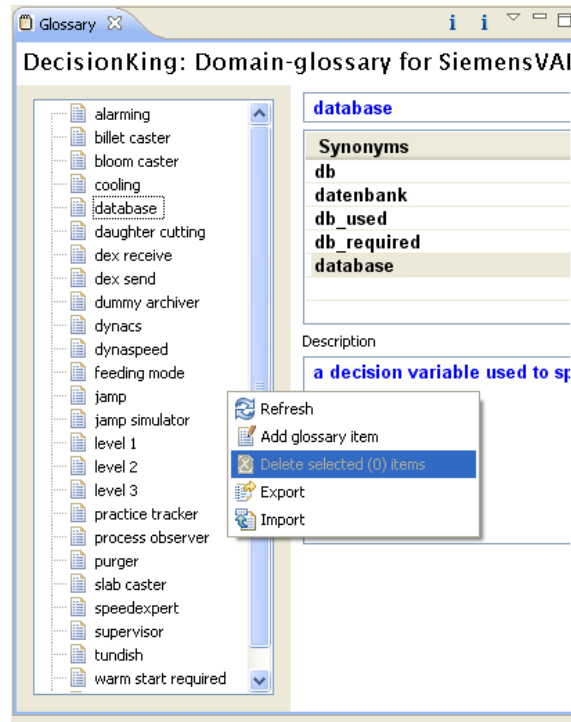 Glossary
DecisionKing: Domain-glossary for SiemensVAI
alarming
billet caster
bloom caster
cooling
database
daughter cutting
dex receive
dex send
dummy archiver
dynacs
dynaspeed
feeding mode
jamp
jamp simulator
level 1
level 2
level 3
practice tracker
process observer
purger
slab caster
speedexpert
supervisor
tundish
warm start required
database
Synonyms
db
datenbank
db_used
db_required
database
Description
a decision variable used to sp
Refresh
Add glossary item
Delete selected (0) items
Export
Import